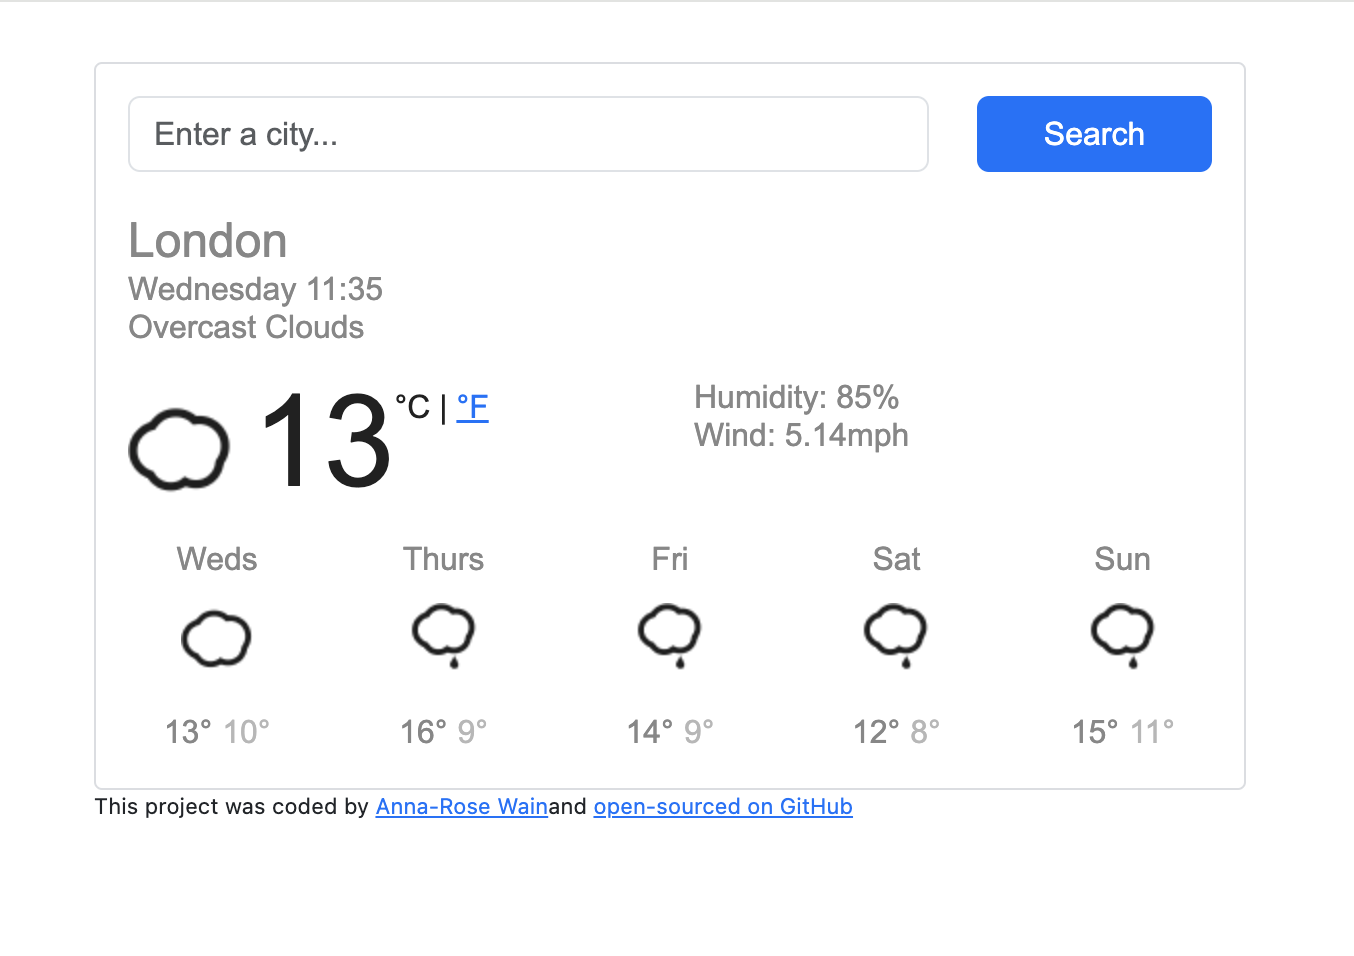 Enter a city...
Search
London
Wednesday 11:35
Overcast Clouds
13 °C | °F
Humidity: 85%
Wind: 5.14mph
Weds Thurs Fri Sat Sun
13° 10° 16° 9° 14° 9° 12° 8° 15° 11°
This project was coded by Anna-Rose Wainand open-sourced on GitHub